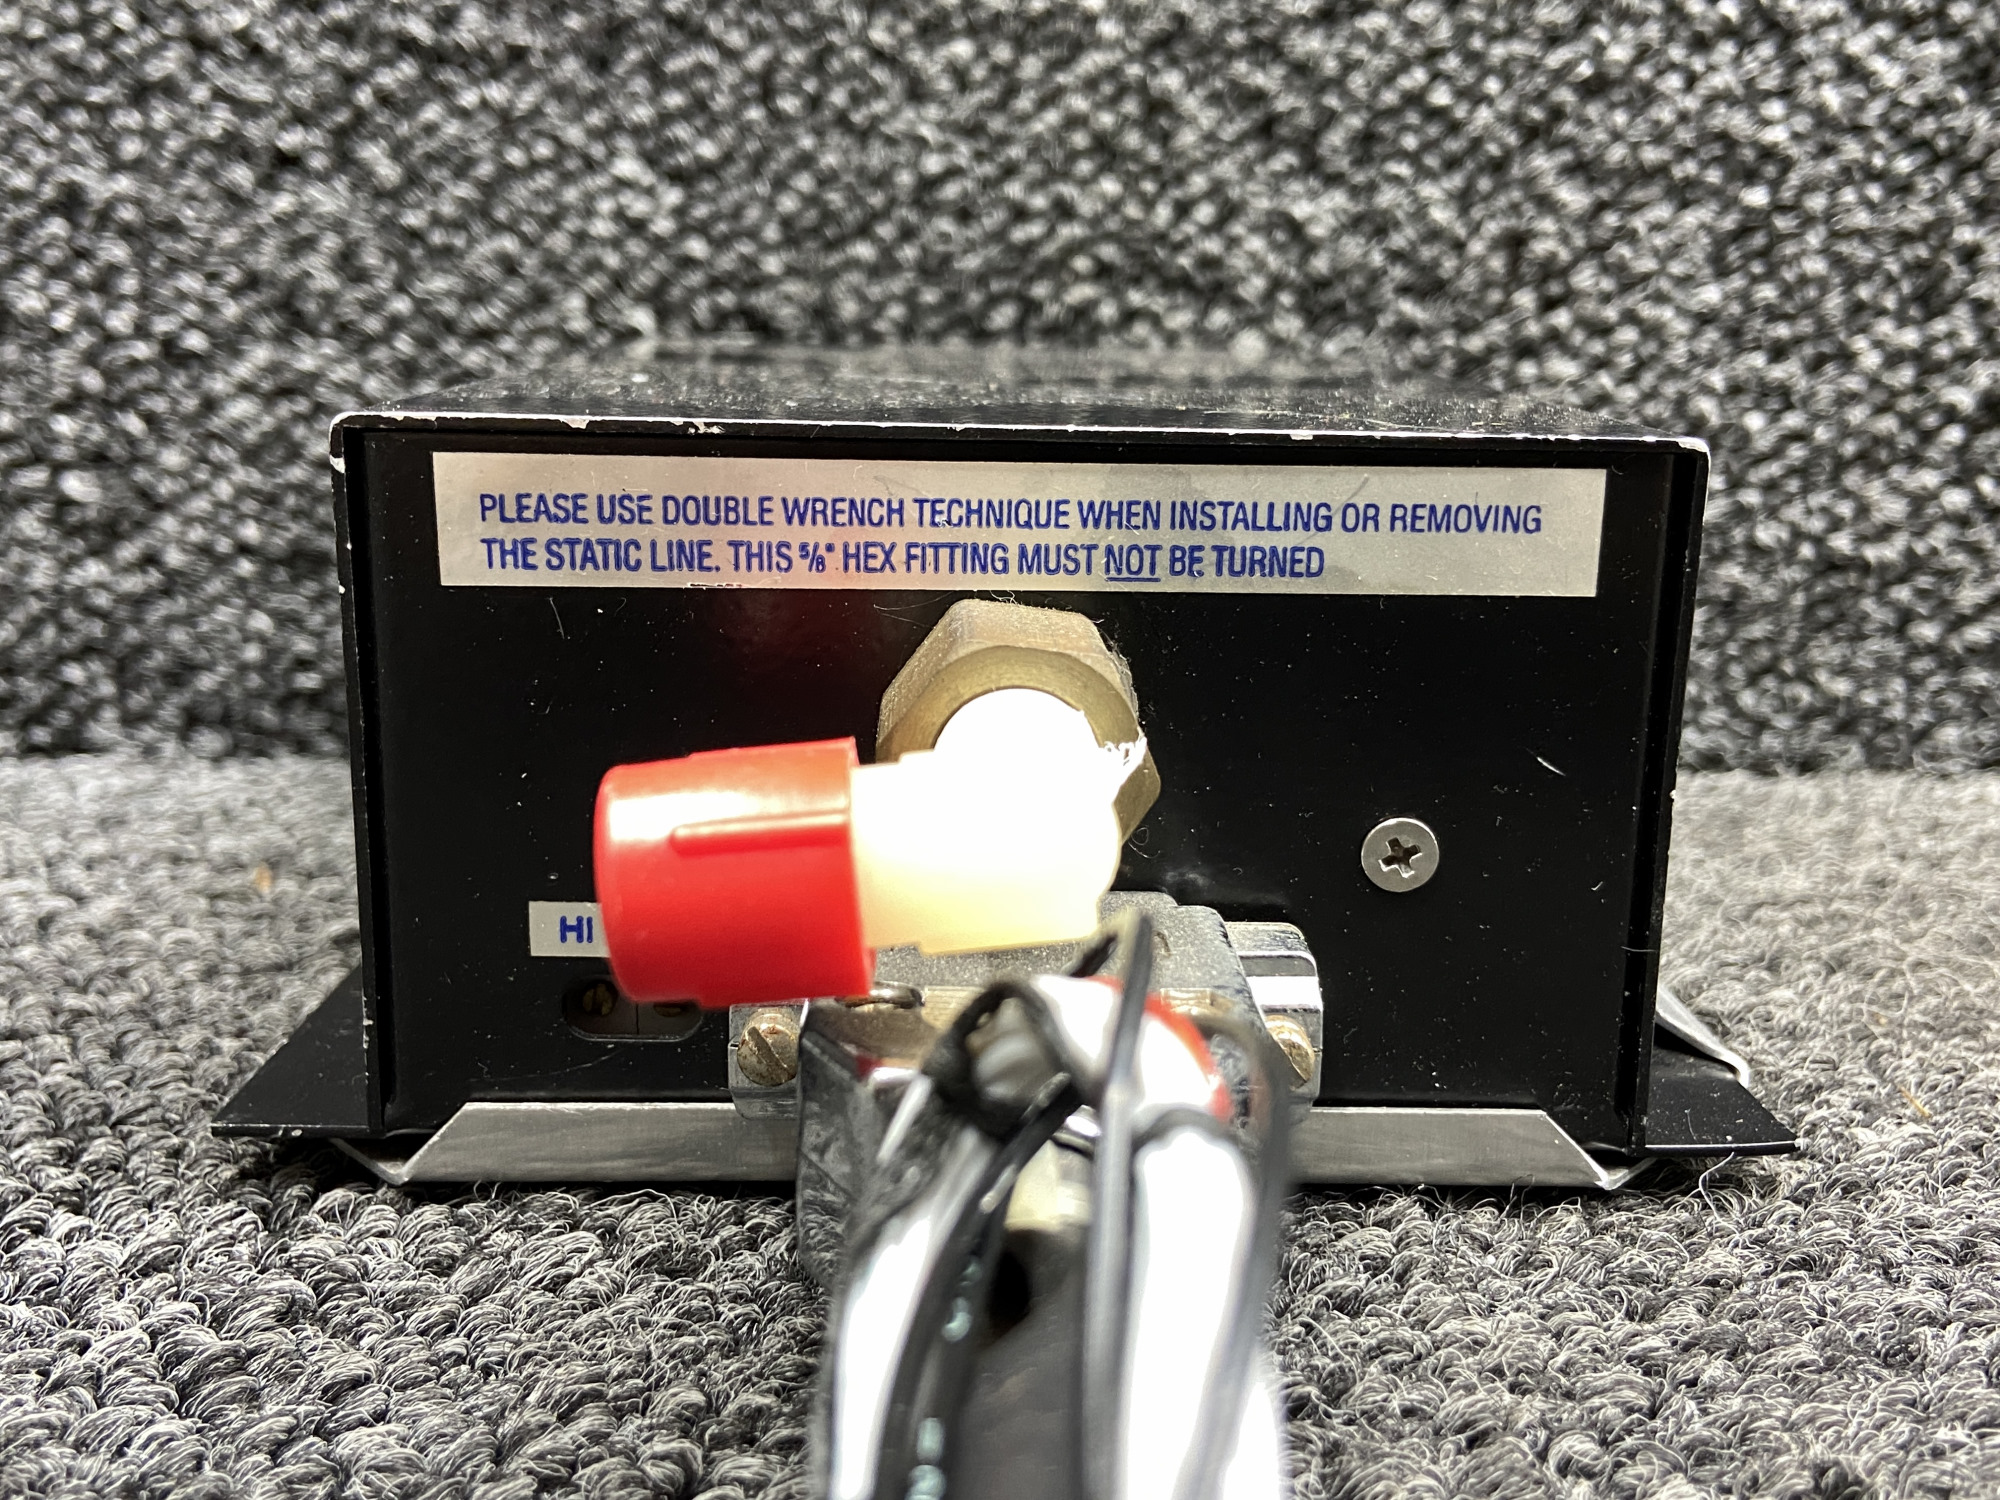 PLEASE USE DOUBLE WRENCH TECHNIQUE WHEN INSTALLING OR REMOVING
THE STATIC LINE. THIS 5/8" HEX FITTING MUST NOT BE TURNED
HI